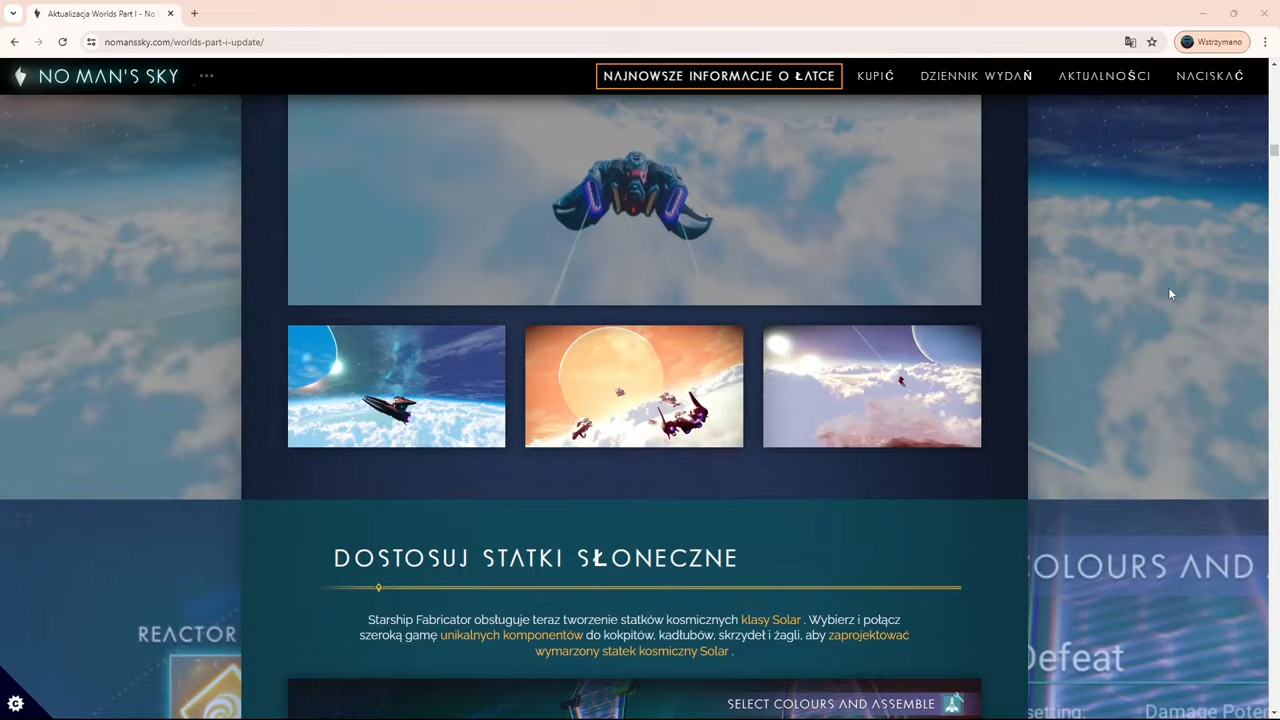 Aktualizacja Worlds Part I - No
nomanssky.com/worlds-part-i-update/
Wstrzymano
NO MAN'S SKY
NAJNOWSZE INFORMACJE O ŁATCE
KUPIĆ
DZIENNIK WYDAŃ
AKTUALNOŚCI
NACISKAĆ
DOSTOSUJ STATKI SŁONECZNE
OLOURS AND
Starship Fabricator obsługuje teraz tworzenie statków kosmicznych klasy Solar . Wybierz i połącz
szeroką gamę unikalnych komponentów do kokpitów, kadłubów, skrzydeł i żagli, aby zaprojektować
wymarzony statek kosmiczny Solar .
REACTOR
Defeat
SELECT COLOURS AND ASSEMBLE
setting:
Damage Poten